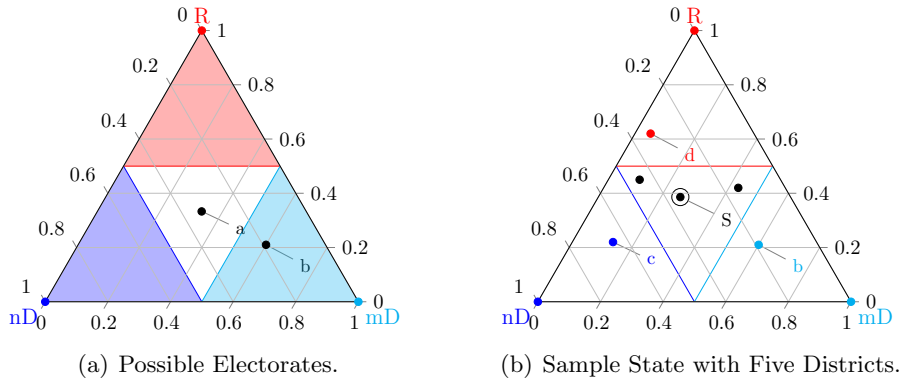 0 R 1
0.2 0.8
0.4 0.6
0.6 0.4
a
0.8 0.2
b
1 0
nD mD
0 0.2 0.4 0.6 0.8 1
(a) Possible Electorates.
0 R 1
0.2 0.8
0.4 0.6
d
0.6 0.4
S
0.8 0.2
c b
1 0
nD mD
0 0.2 0.4 0.6 0.8 1
(b) Sample State with Five Districts.